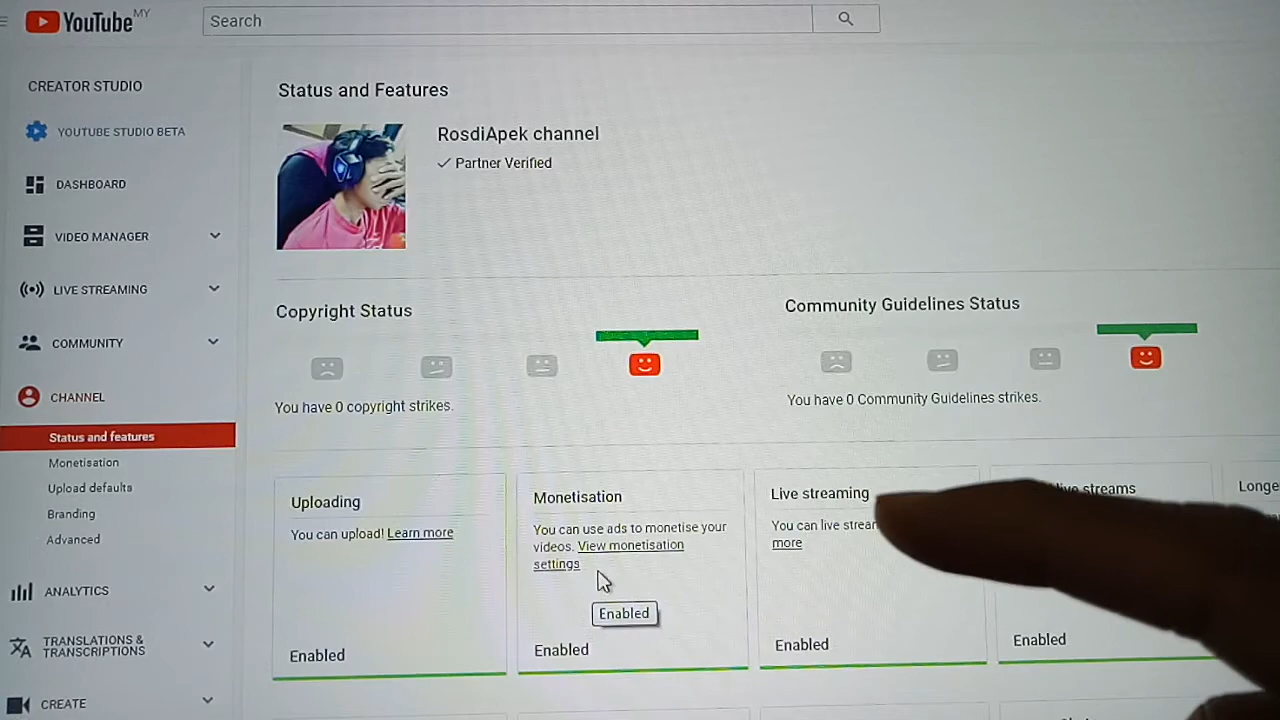 YouTube MY
Search
CREATOR STUDIO
YOUTUBE STUDIO BETA
DASHBOARD
VIDEO MANAGER
LIVE STREAMING
COMMUNITY
CHANNEL
Status and features
Monetisation
Upload defaults
Branding
Advanced
ANALYTICS
TRANSLATIONS &
TRANSCRIPTIONS
CREATE
Status and Features
RosdiApek channel
Partner Verified
Copyright Status
You have 0 copyright strikes.
Community Guidelines Status
You have 0 Community Guidelines strikes.
Uploading
You can upload! Learn more
Enabled
Monetisation
You can use ads to monetise your
videos. View monetisation
settings
Enabled
Enabled
Live streaming
You can live
more
Enabled
live streams
Enabled